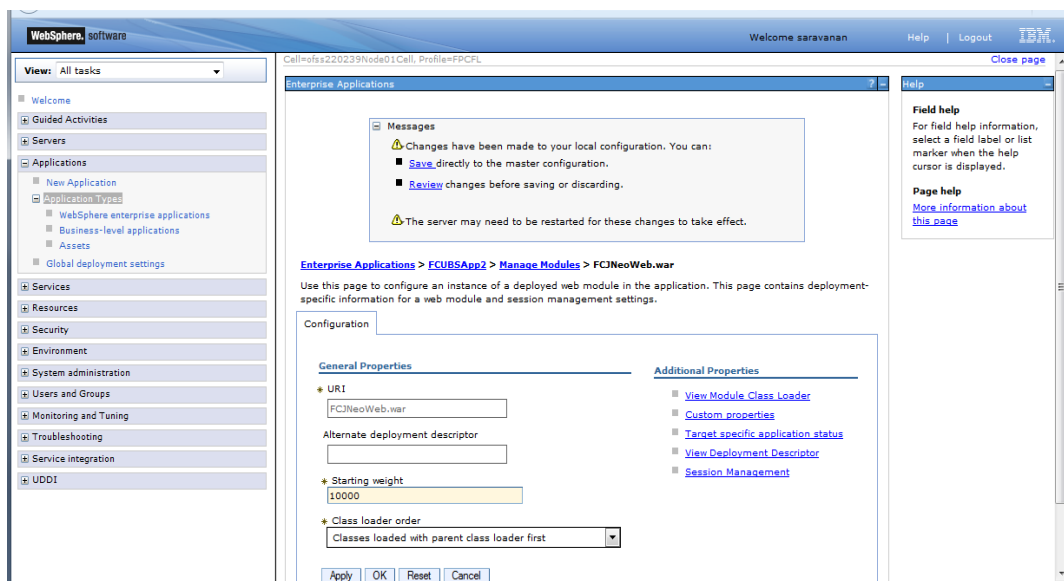 WebSphere. software
Welcome saravanan
Help | Logout
IBM.
View: All tasks
Welcome
Guided Activities
Servers
Applications
New Application
Application Types
WebSphere enterprise applications
Business-level applications
Assets
Global deployment settings
Services
Resources
Security
Environment
System administration
Users and Groups
Monitoring and Tuning
Troubleshooting
Service integration
UDDI
Cell=ofss220239Node01Cell, Profile=FPCFL
Close page
Enterprise Applications
? -
Messages
Changes have been made to your local configuration. You can:
Save directly to the master configuration.
Review changes before saving or discarding.
The server may need to be restarted for these changes to take effect.
Enterprise Applications > FCUBSApp2 > Manage Modules > FCJNeoWeb.war
Use this page to configure an instance of a deployed web module in the application. This page contains deployment-
specific information for a web module and session management settings.
Configuration
General Properties
* URI
FCJNeoWeb.war
Alternate deployment descriptor
* Starting weight
10000
* Class loader order
Classes loaded with parent class loader first
Apply OK Reset Cancel
Additional Properties
View Module Class Loader
Custom properties
Target specific application status
View Deployment Descriptor
Session Management
Help
Field help
For field help information,
select a field label or list
marker when the help
cursor is displayed.
Page help
More information about
this page